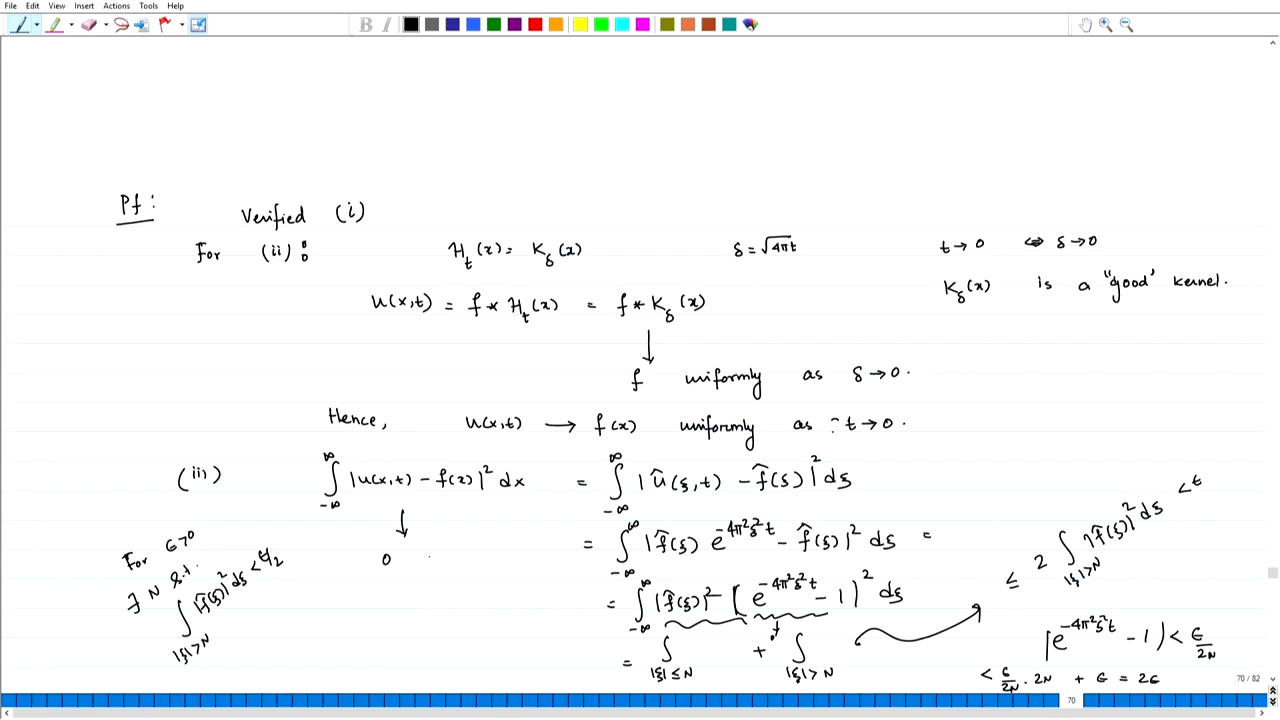 File Edit View Insert Actions Tools Help
B I
Pf:
Verified (i)
For (ii): H_t(x) = K_δ(x) δ = √4πt t → 0 ⇔ δ → 0
K_δ(x) is a "good" kernel.
u(x,t) = f * H_t(x) = f * K_δ(x)
↓
f uniformly as δ → 0.
Hence, u(x,t) → f(x) uniformly as t → 0.
(iii) ∫_{-∞}^{∞} |u(x,t) - f(x)|² dx = ∫_{-∞}^{∞} |û(ξ,t) - f̂(ξ)|² dξ
↓
0
= ∫_{-∞}^{∞} |f̂(ξ) e^{-4π²ξ²t} - f̂(ξ)|² dξ =
= ∫_{-∞}^{∞} |f̂(ξ)|² [e^{-4π²ξ²t} - 1]² dξ
= ∫_{|ξ|≤N} + ∫_{|ξ|>N}
≤ 2 ∫_{|ξ|>N} |f̂(ξ)|² dξ < ε
|e^{-4π²ξ²t} - 1| < ε/2N
< ε/2N · 2N + ε = 2ε
For ε>0
∃ N s.t.
∫_{|ξ|>N} |f̂(ξ)|² dξ < ε/2
70 / 82
70